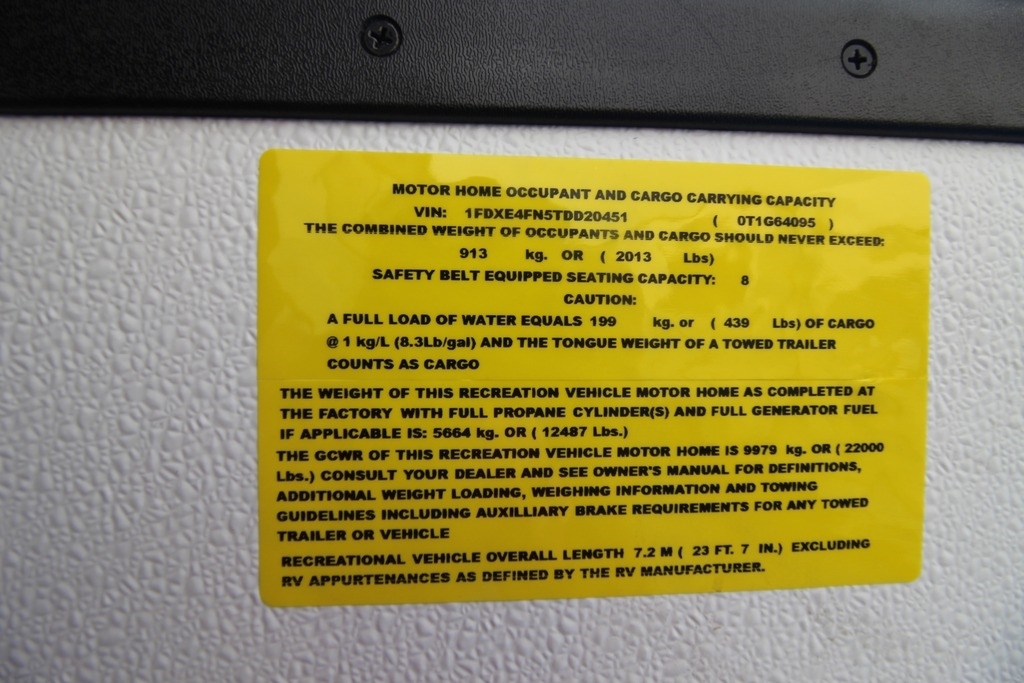 MOTOR HOME OCCUPANT AND CARGO CARRYING CAPACITY
VIN: 1FDXE4FN5TDD20451 ( 0T1G64095 )
THE COMBINED WEIGHT OF OCCUPANTS AND CARGO SHOULD NEVER EXCEED:
913 kg. OR ( 2013 Lbs)
SAFETY BELT EQUIPPED SEATING CAPACITY: 8
CAUTION:
A FULL LOAD OF WATER EQUALS 199 kg. or ( 439 Lbs) OF CARGO
@ 1 kg/L (8.3Lb/gal) AND THE TONGUE WEIGHT OF A TOWED TRAILER
COUNTS AS CARGO
THE WEIGHT OF THIS RECREATION VEHICLE MOTOR HOME AS COMPLETED AT
THE FACTORY WITH FULL PROPANE CYLINDER(S) AND FULL GENERATOR FUEL
IF APPLICABLE IS: 5664 kg. OR ( 12487 Lbs.)
THE GCWR OF THIS RECREATION VEHICLE MOTOR HOME IS 9979 kg. OR ( 22000
Lbs.) CONSULT YOUR DEALER AND SEE OWNER'S MANUAL FOR DEFINITIONS,
ADDITIONAL WEIGHT LOADING, WEIGHING INFORMATION AND TOWING
GUIDELINES INCLUDING AUXILLIARY BRAKE REQUIREMENTS FOR ANY TOWED
TRAILER OR VEHICLE
RECREATIONAL VEHICLE OVERALL LENGTH 7.2 M ( 23 FT. 7 IN.) EXCLUDING
RV APPURTENANCES AS DEFINED BY THE RV MANUFACTURER.